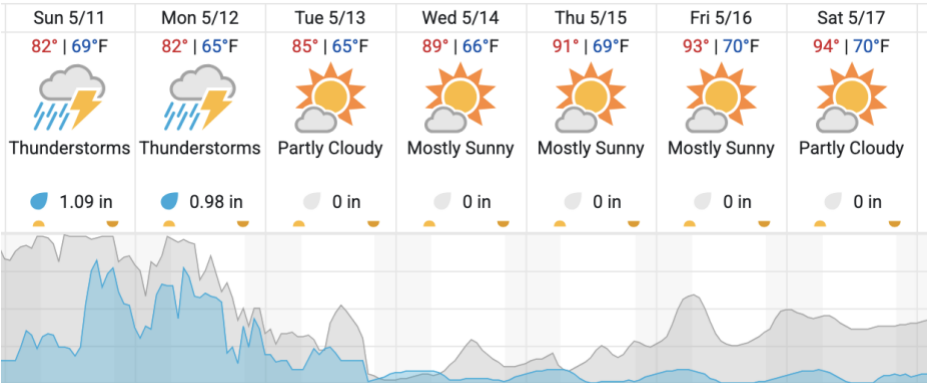 Sun 5/11 Mon 5/12 Tue 5/13 Wed 5/14 Thu 5/15 Fri 5/16 Sat 5/17
82° | 69°F 82° | 65°F 85° | 65°F 89° | 66°F 91° | 69°F 93° | 70°F 94° | 70°F
Thunderstorms Thunderstorms Partly Cloudy Mostly Sunny Mostly Sunny Mostly Sunny Partly Cloudy
1.09 in 0.98 in 0 in 0 in 0 in 0 in 0 in